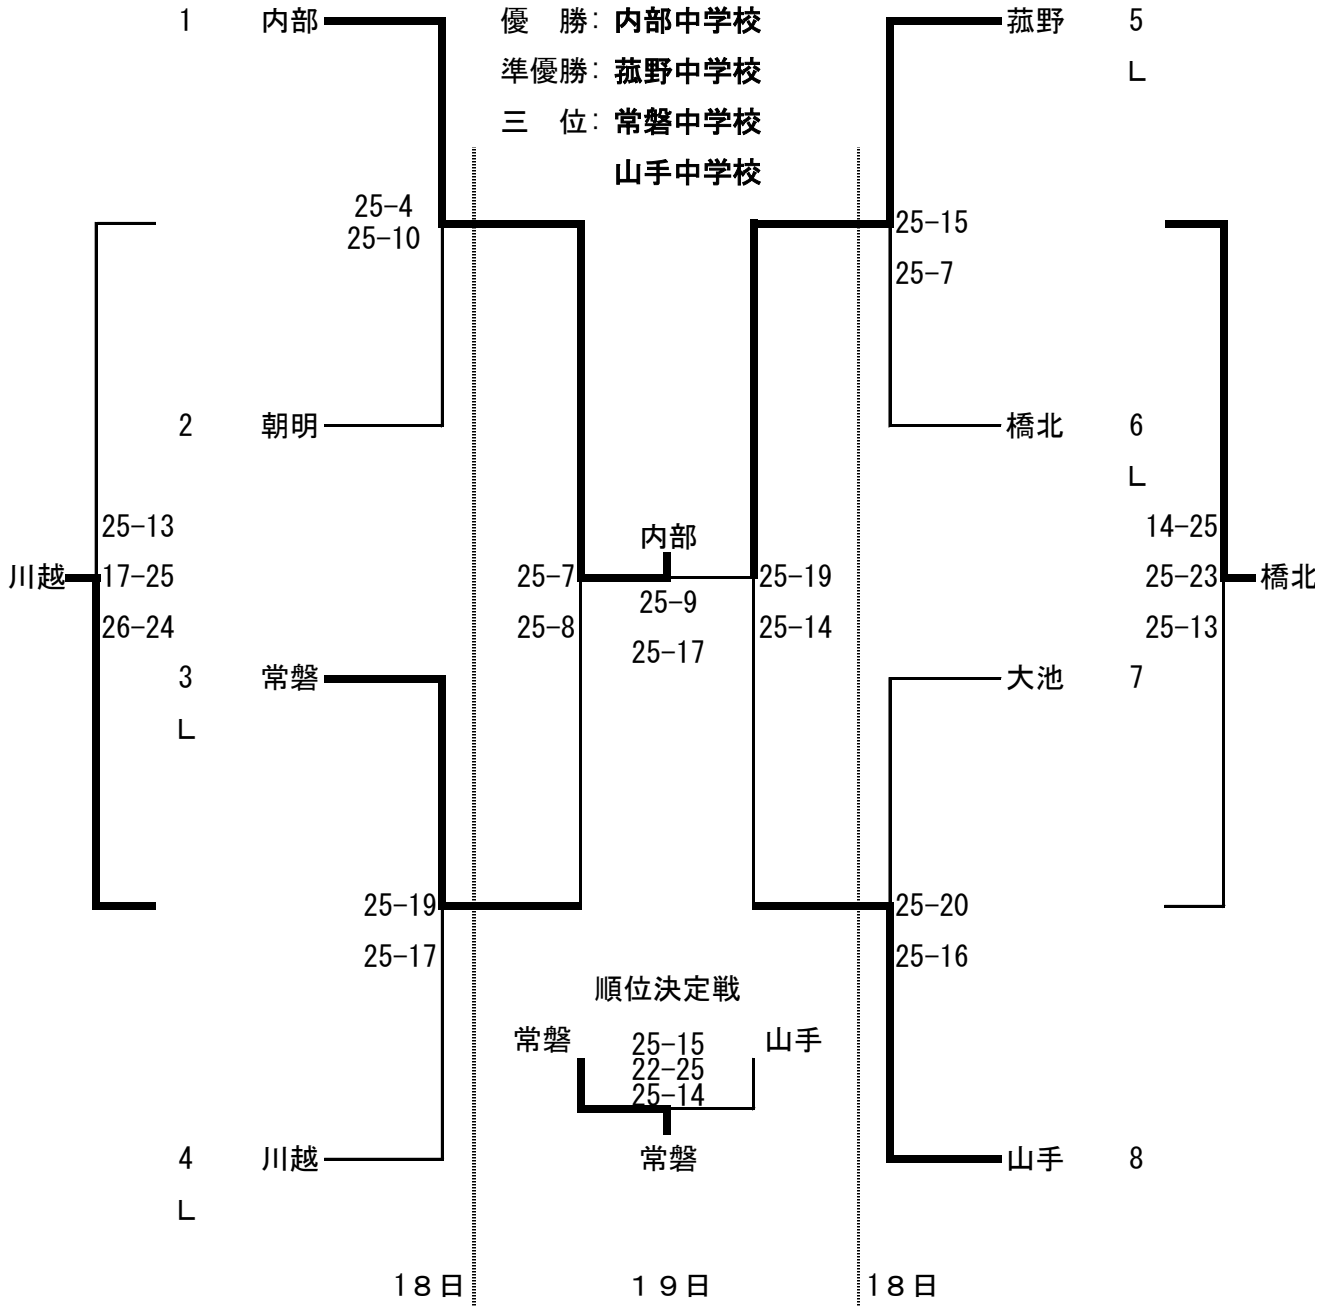 1 内部 優　勝: 内部中学校 菰野 5
準優勝: 菰野中学校 L
三　位: 常磐中学校
山手中学校
25-4 25-15
25-10
25-7
2 朝明 橋北 6
L
25-13 内部 14-25
川越 17-25 25-7 25-19 25-23 橋北
25-9
26-24 25-8 25-14 25-13
25-17
3 常磐 大池 7
L
25-19 25-20
25-17 25-16
順位決定戦
常磐 25-15 山手
22-25
25-14
4 川越 常磐 山手 8
L
18日 １９日 18日